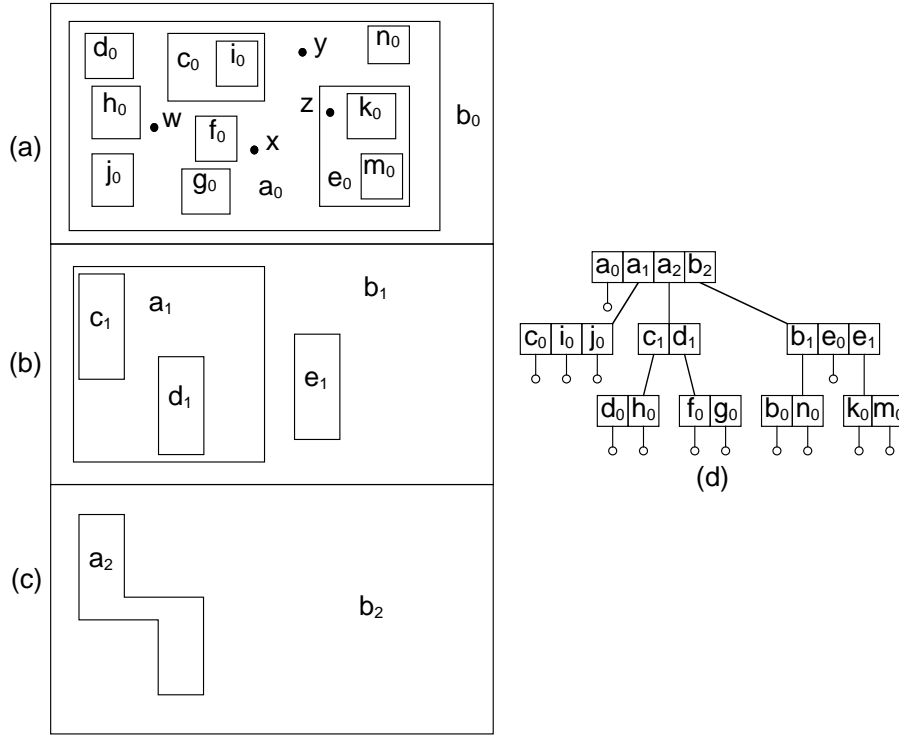 (a)
d₀
c₀
i₀
y
n₀
h₀
w
f₀
x
z
k₀
b₀
j₀
g₀
a₀
e₀
m₀
(b)
c₁
a₁
b₁
d₁
e₁
(c)
a₂
b₂
a₀ a₁ a₂ b₂
c₀ i₀ j₀
c₁ d₁
b₁ e₀ e₁
d₀ h₀
f₀ g₀
b₀ n₀
k₀ m₀
(d)